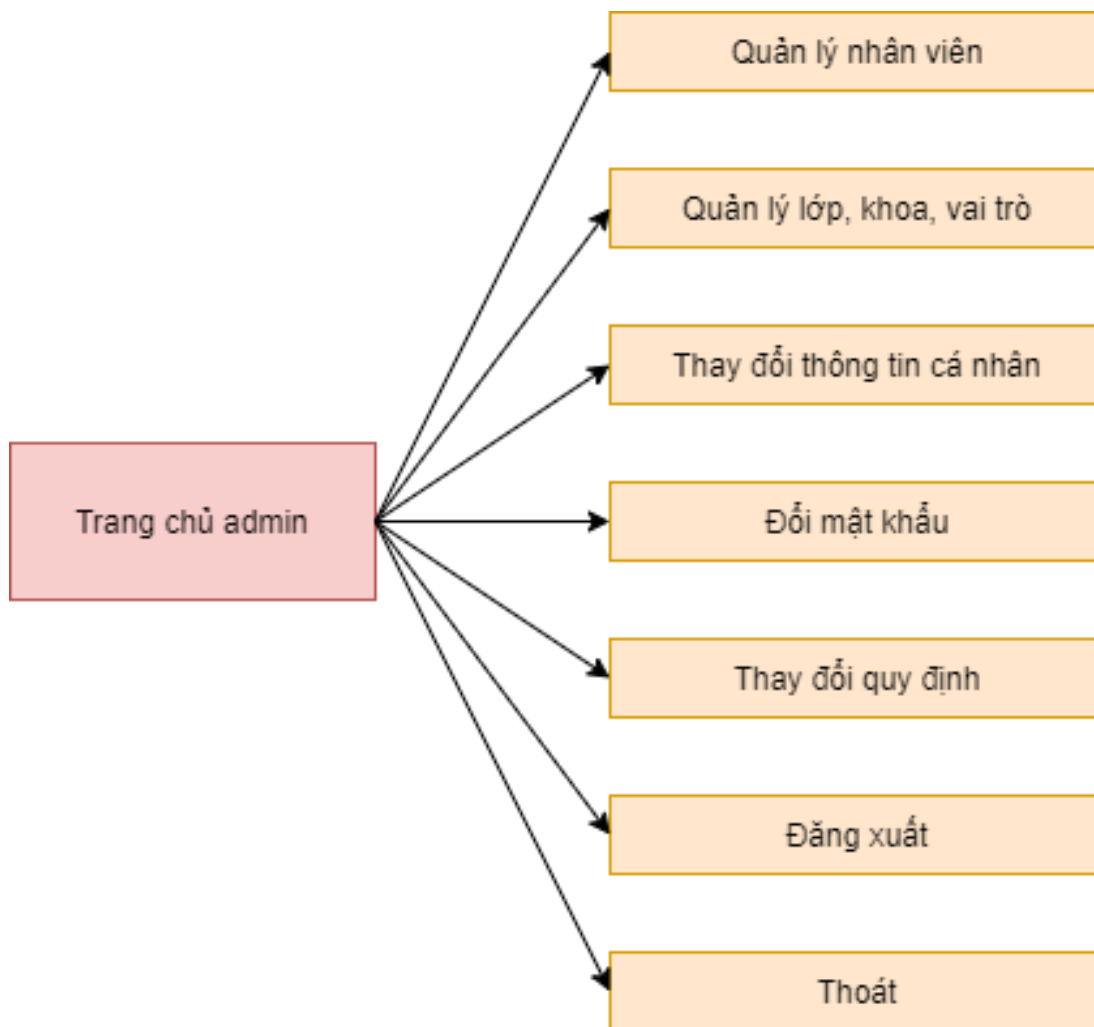 Quản lý nhân viên
Quản lý lớp, khoa, vai trò
Thay đổi thông tin cá nhân
Trang chủ admin
Đổi mật khẩu
Thay đổi quy định
Đăng xuất
Thoát